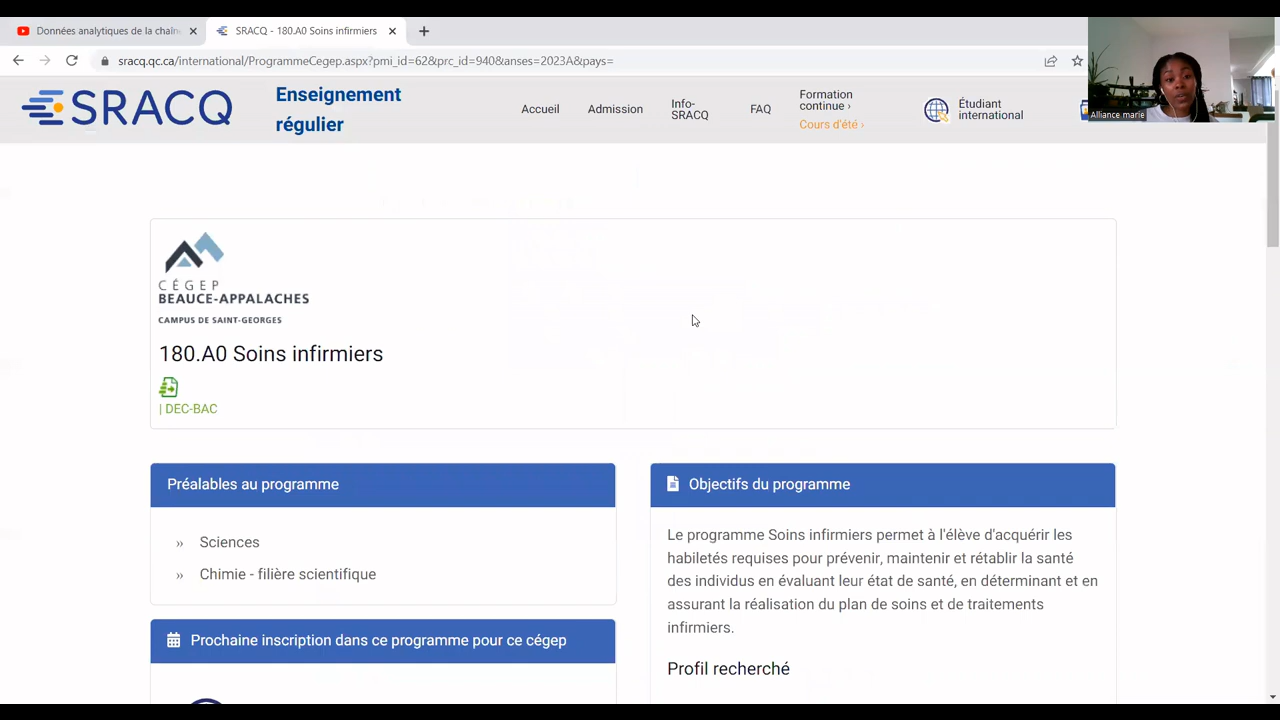 Données analytiques de la chaîn
SRACQ - 180.A0 Soins infirmiers
sracq.qc.ca/international/ProgrammeCegep.aspx?pmi_id=62&prc_id=940&anses=2023A&pays=
SRACQ
Enseignement
régulier
Accueil
Admission
Info-
SRACQ
FAQ
Formation
continue ›
Cours d'été ›
Étudiant
international
Alliance marie
CÉGEP
BEAUCE-APPALACHES
CAMPUS DE SAINT-GEORGES
180.A0 Soins infirmiers
| DEC-BAC
Préalables au programme
» Sciences
» Chimie - filière scientifique
Prochaine inscription dans ce programme pour ce cégep
Objectifs du programme
Le programme Soins infirmiers permet à l'élève d'acquérir les
habiletés requises pour prévenir, maintenir et rétablir la santé
des individus en évaluant leur état de santé, en déterminant et en
assurant la réalisation du plan de soins et de traitements
infirmiers.
Profil recherché